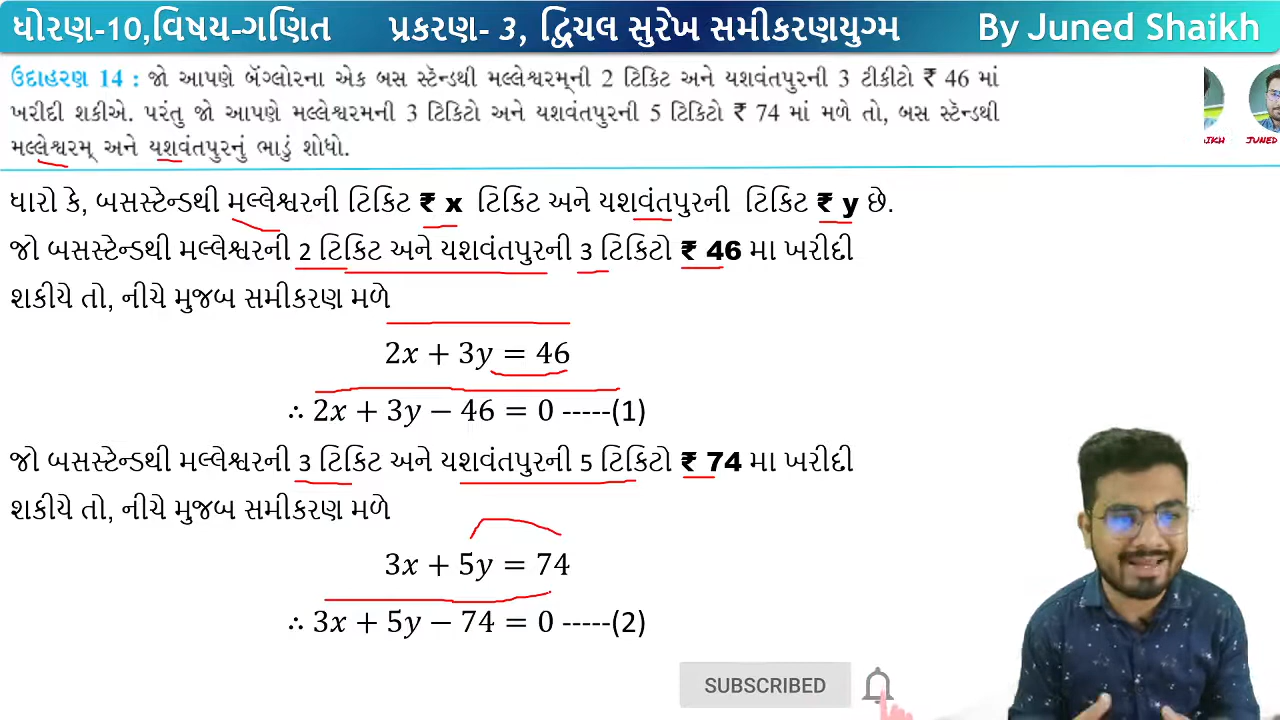 ધોરણ-10,વિષય-ગણિત પ્રકરણ- 3, દ્વિચલ સુરેખ સમીકરણયુગ્મ By Juned Shaikh
ઉદાહરણ 14 : જો આપણે બૅંગ્લોરના એક બસ સ્ટૅન્ડથી મલ્લેશ્વરમ્‌ની 2 ટિકિટ અને યશવંતપુરની 3 ટીકીટો ₹ 46 માં
ખરીદી શકીએ. પરંતુ જો આપણે મલ્લેશ્વરમની 3 ટિકિટો અને યશવંતપુરની 5 ટિકિટો ₹ 74 માં મળે તો, બસ સ્ટૅન્ડથી
મલ્લેશ્વરમ્ અને યશવંતપુરનું ભાડું શોધો.
JUNED
ધારો કે, બસસ્ટેન્ડથી મલ્લેશ્વરની ટિકિટ ₹ x ટિકિટ અને યશવંતપુરની ટિકિટ ₹ y છે.
જો બસસ્ટેન્ડથી મલ્લેશ્વરની 2 ટિકિટ અને યશવંતપુરની 3 ટિકિટો ₹ 46 મા ખરીદી
શકીયે તો, નીચે મુજબ સમીકરણ મળે
2x + 3y = 46
∴ 2x + 3y − 46 = 0 -----(1)
જો બસસ્ટેન્ડથી મલ્લેશ્વરની 3 ટિકિટ અને યશવંતપુરની 5 ટિકિટો ₹ 74 મા ખરીદી
શકીયે તો, નીચે મુજબ સમીકરણ મળે
3x + 5y = 74
∴ 3x + 5y − 74 = 0 -----(2)
SUBSCRIBED